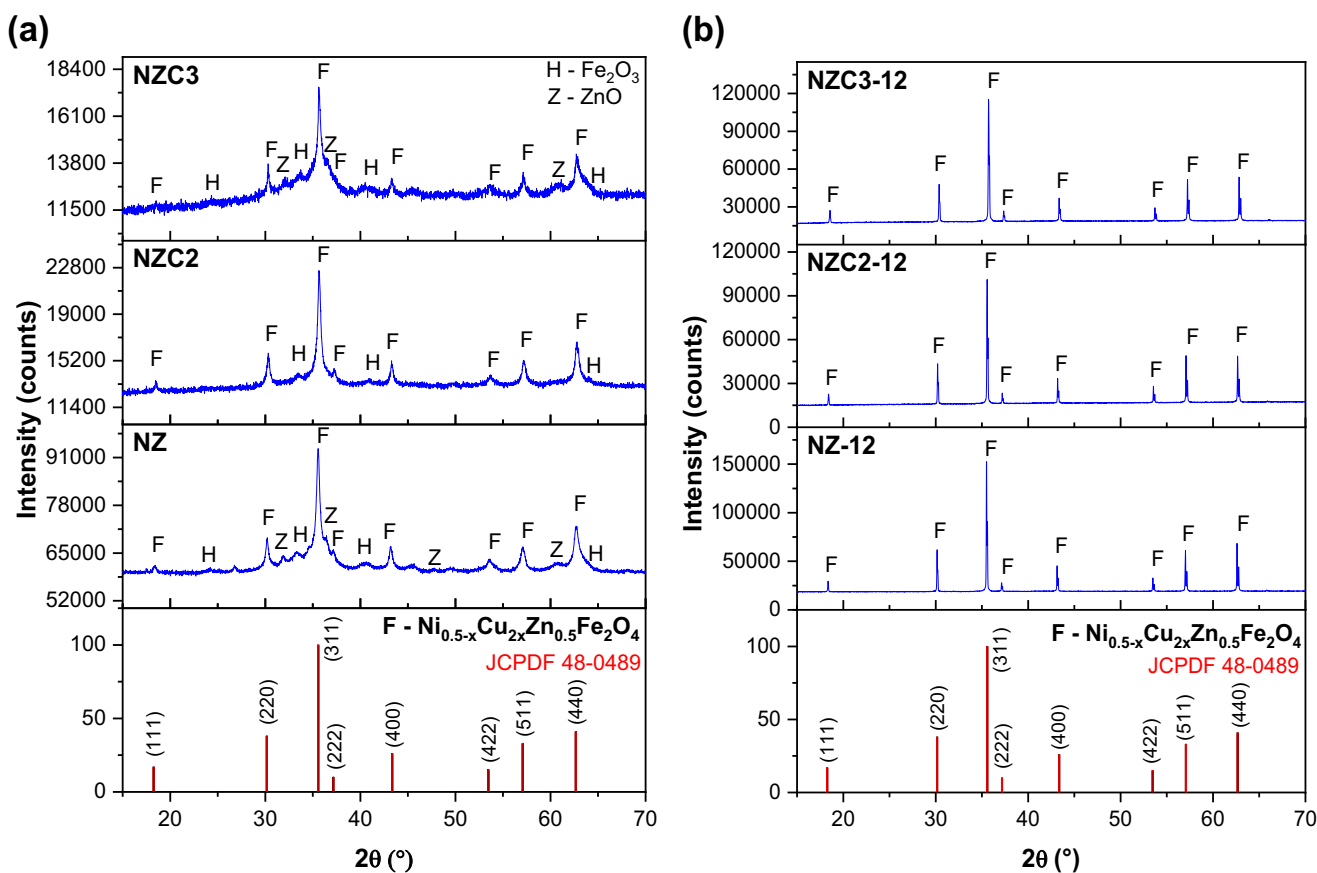 (a)
Intensity (counts)
NZC3
H - Fe₂O₃
Z - ZnO
18400
16100
13800
11500
F H F Z H F Z F H F F F Z F H
NZC2
22800
19000
15200
11400
F F H F F H F F F F H
NZ
91000
78000
65000
52000
F H F Z H F Z F H F Z F F Z F H
F - Ni₀.₅₋ₓCu₂ₓZn₀.₅Fe₂O₄
JCPDF 48-0489
100
50
0
(111) (220) (311) (222) (400) (422) (511) (440)
20 30 40 50 60 70
2θ (°)
(b)
Intensity (counts)
NZC3-12
120000
90000
60000
30000
F F F F F F F F
NZC2-12
120000
90000
60000
30000
0
F F F F F F F F
NZ-12
150000
100000
50000
0
F F F F F F F F
F - Ni₀.₅₋ₓCu₂ₓZn₀.₅Fe₂O₄
JCPDF 48-0489
100
50
0
(111) (220) (311) (222) (400) (422) (511) (440)
20 30 40 50 60 70
2θ (°)